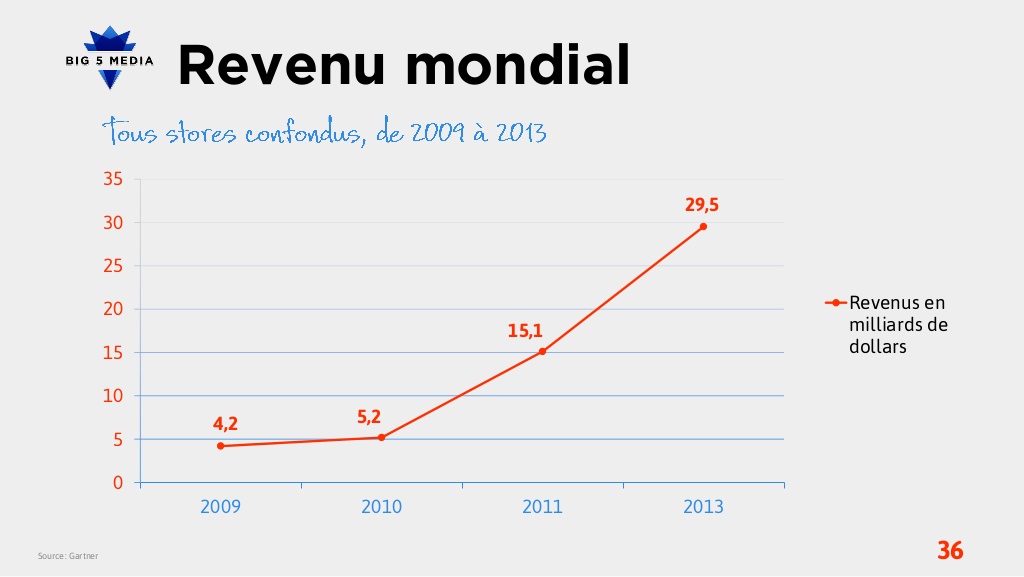 BIG 5 MEDIA
Revenu mondial
Tous stores confondus, de 2009 à 2013
35
30
25
20
15
10
5
0
4,2
5,2
15,1
29,5
2009
2010
2011
2013
Revenus en
milliards de
dollars
Source: Gartner
36